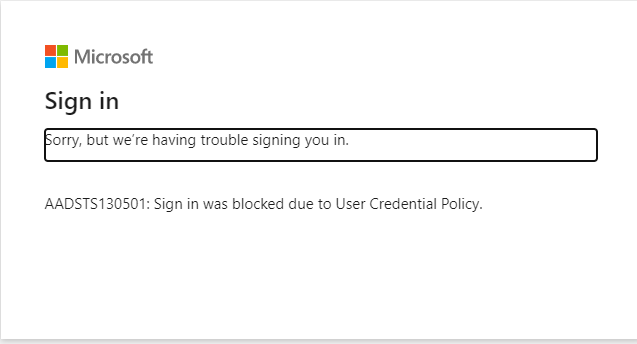 Microsoft
Sign in
Sorry, but we’re having trouble signing you in.
AADSTS130501: Sign in was blocked due to User Credential Policy.